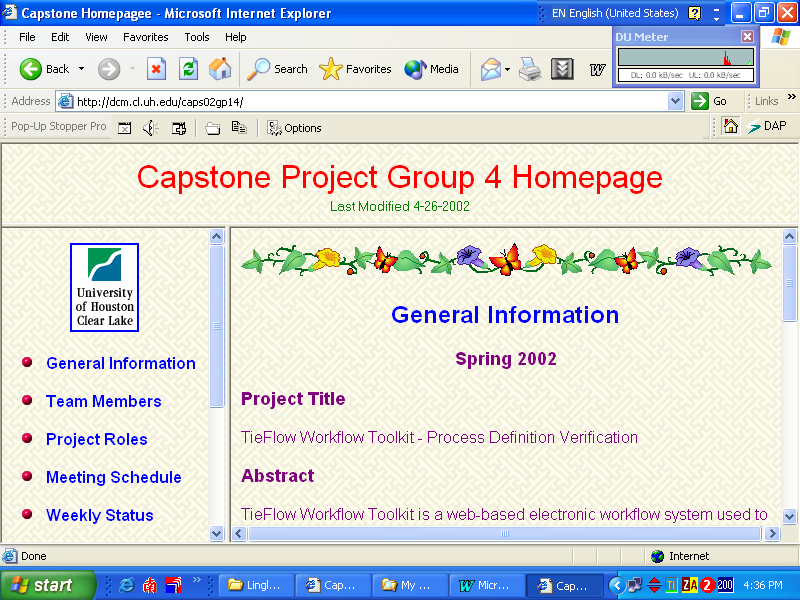 Capstone Homepagee - Microsoft Internet Explorer
EN English (United States)
File Edit View Favorites Tools Help
DU Meter
Back Search Favorites Media
DL: 0.0 kB/sec UL: 0.0 kB/sec
Address http://dcm.cl.uh.edu/caps02gp14/ Go Links »
Pop-Up Stopper Pro Options DAP
Capstone Project Group 4 Homepage
Last Modified 4-26-2002
University
of Houston
Clear Lake
General Information
Team Members
Project Roles
Meeting Schedule
Weekly Status
General Information
Spring 2002
Project Title
TieFlow Workflow Toolkit - Process Definition Verification
Abstract
TieFlow Workflow Toolkit is a web-based electronic workflow system used to
Done Internet
start » Lingl... Cap... My ... Micr... Cap... ZA 2 200 4:36 PM